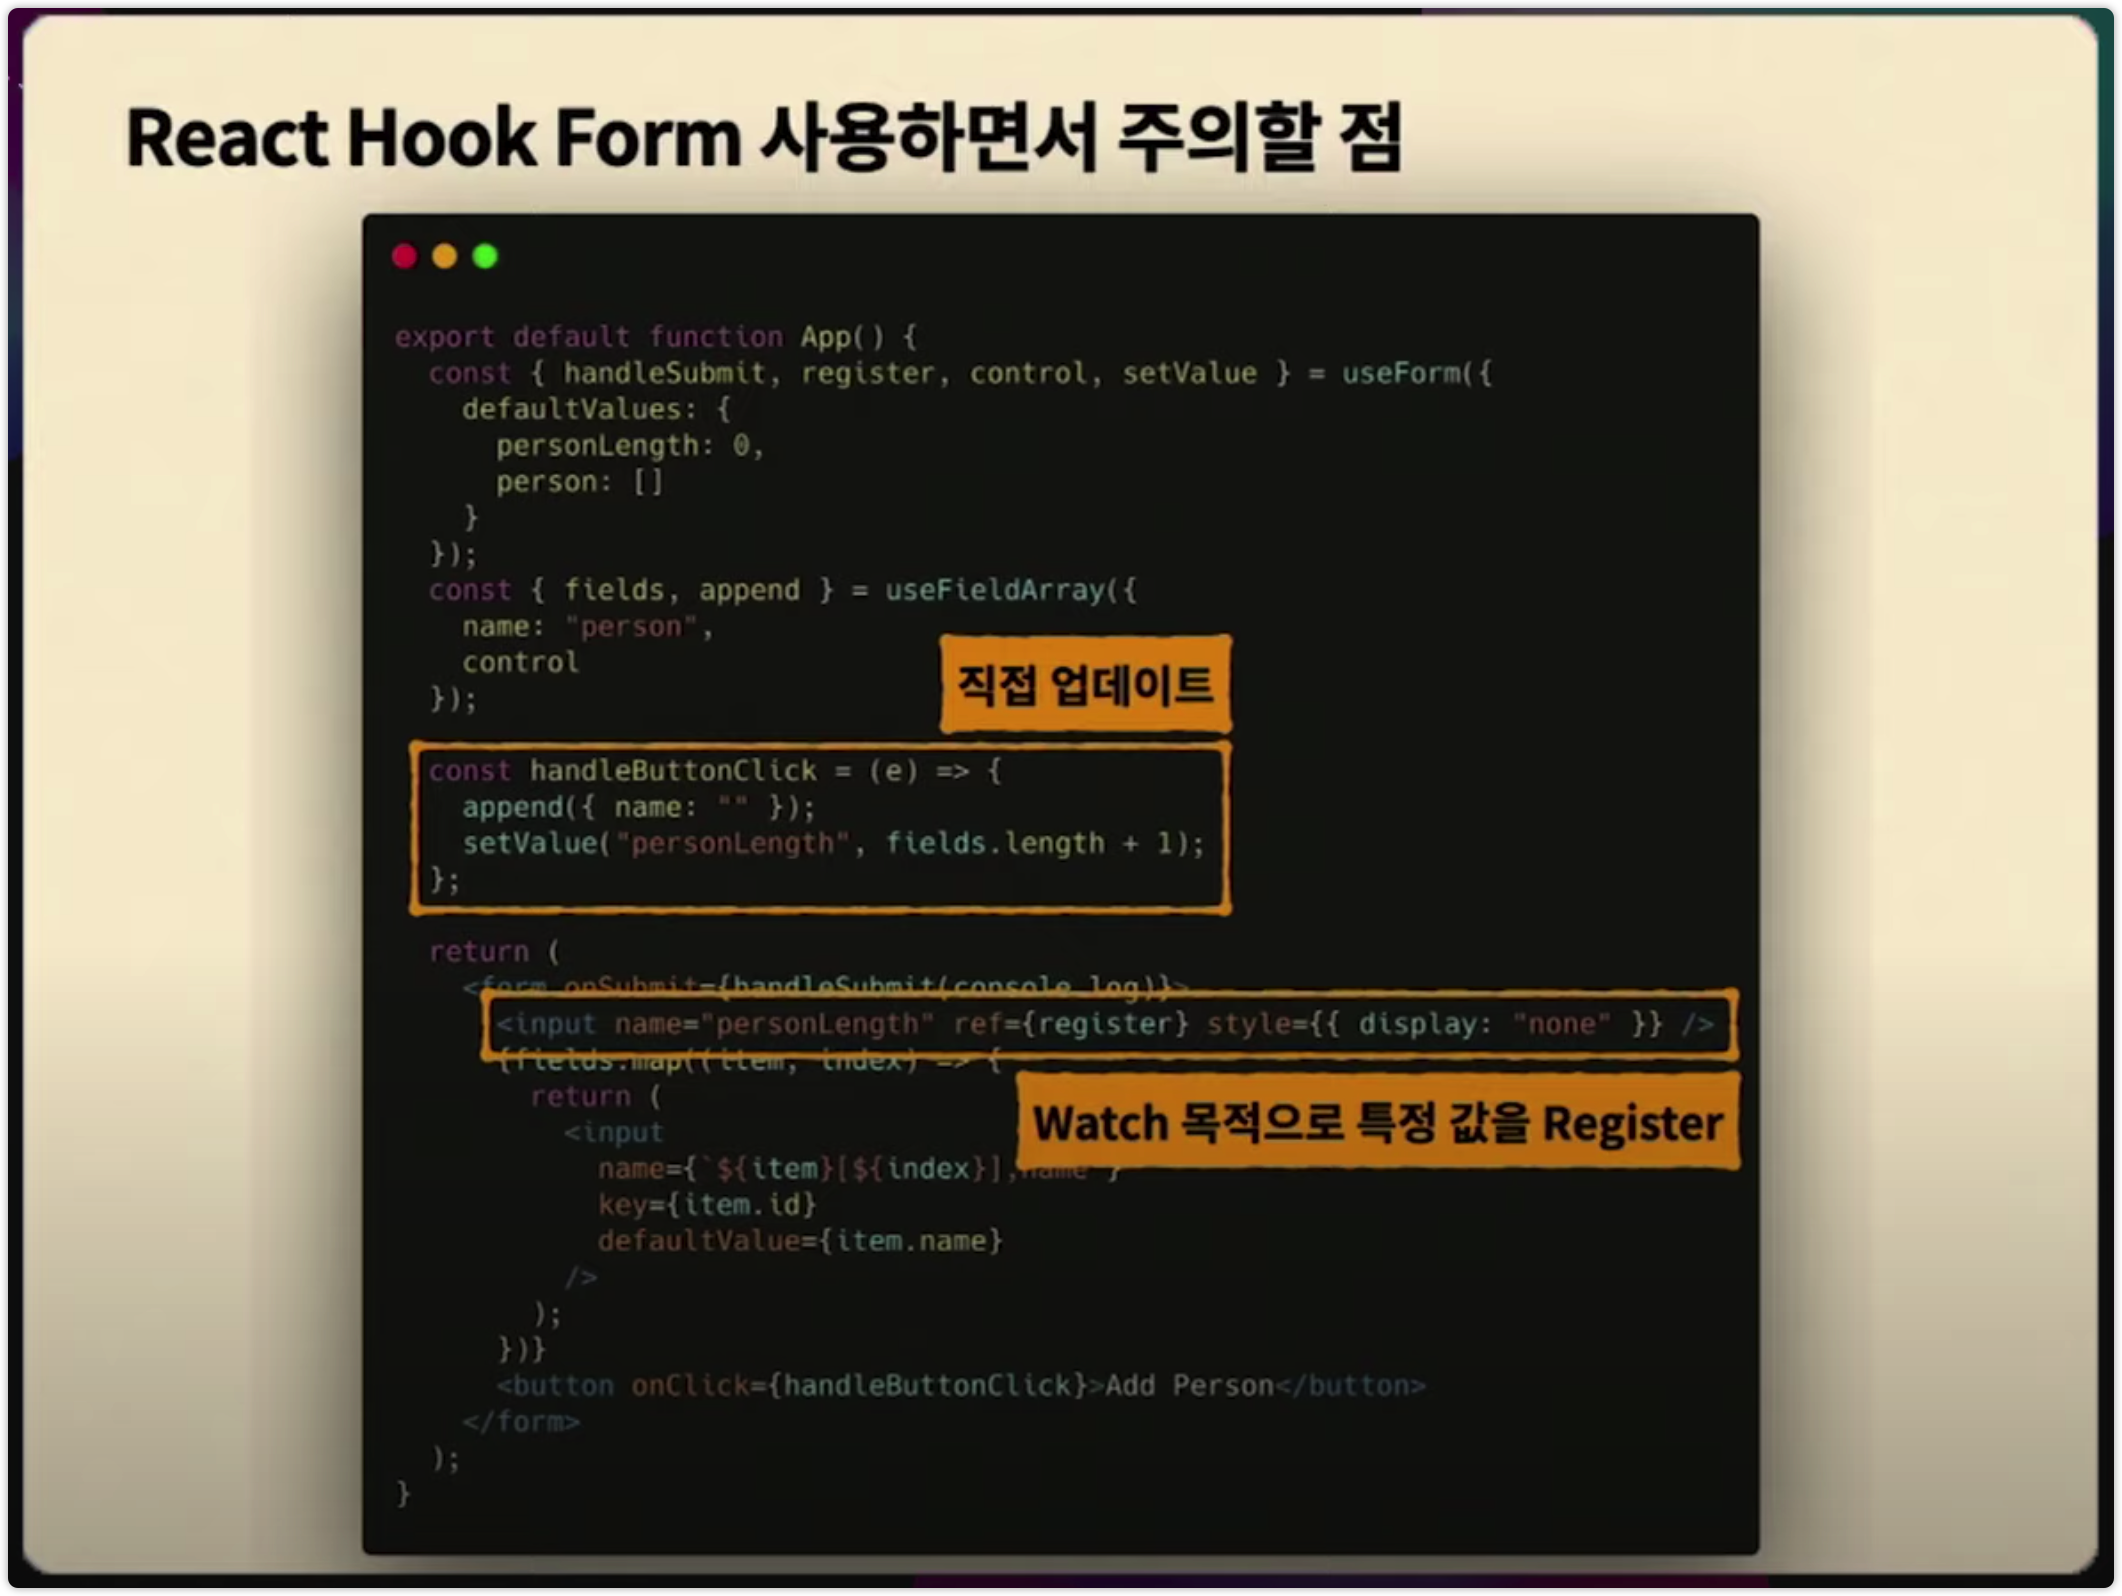 React Hook Form 사용하면서 주의할 점
export default function App() {
const { handleSubmit, register, control, setValue } = useForm({
defaultValues: {
personLength: 0,
person: []
}
});
const { fields, append } = useFieldArray({
name: "person",
control
});
직접 업데이트
const handleButtonClick = (e) => {
append({ name: "" });
setValue("personLength", fields.length + 1);
};
return (
<form onSubmit={handleSubmit(console.log)}>
<input name="personLength" ref={register} style={{ display: "none" }} />
{fields.map((item, index) => {
return (
<input
Watch 목적으로 특정 값을 Register
name={`${item}[${index}].name`}
key={item.id}
defaultValue={item.name}
/>
);
})}
<button onClick={handleButtonClick}>Add Person</button>
</form>
);
}